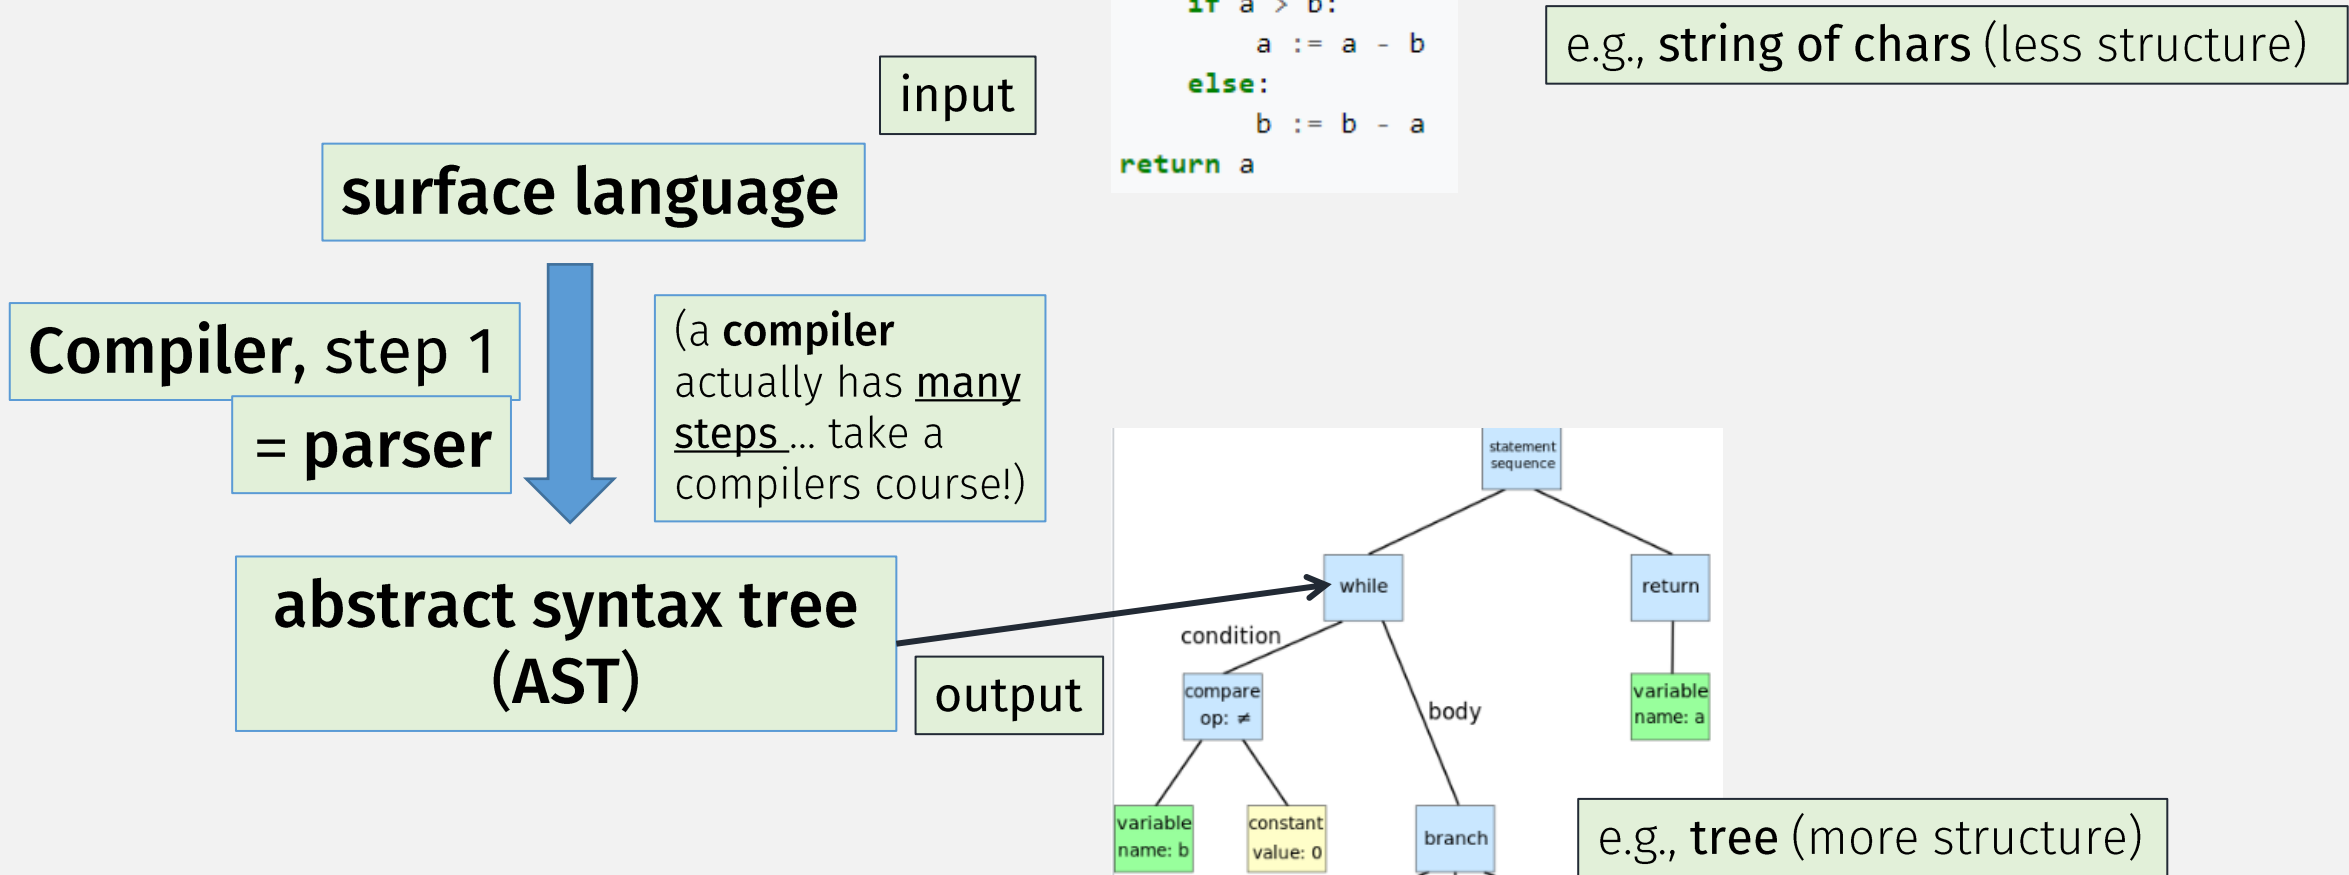 if a > b:
a := a - b
else:
b := b - a
return a
e.g., string of chars (less structure)
input
surface language
Compiler, step 1
= parser
(a compiler
actually has many
steps ... take a
compilers course!)
abstract syntax tree
(AST)
output
statement
sequence
while
return
condition
compare
op: ≠
body
variable
name: a
variable
name: b
constant
value: 0
branch
e.g., tree (more structure)